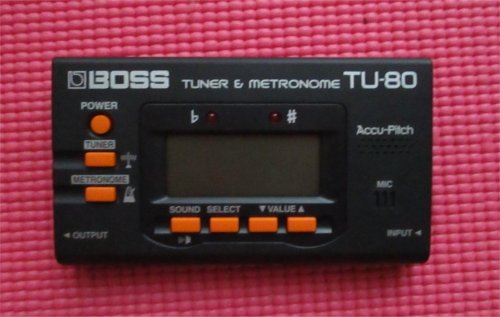 BOSS TUNER & METRONOME TU-80
POWER
♭ ♯
Accu-Pitch
TUNER
METRONOME
MIC
SOUND SELECT ▼ VALUE ▲
◄ OUTPUT
INPUT ◄